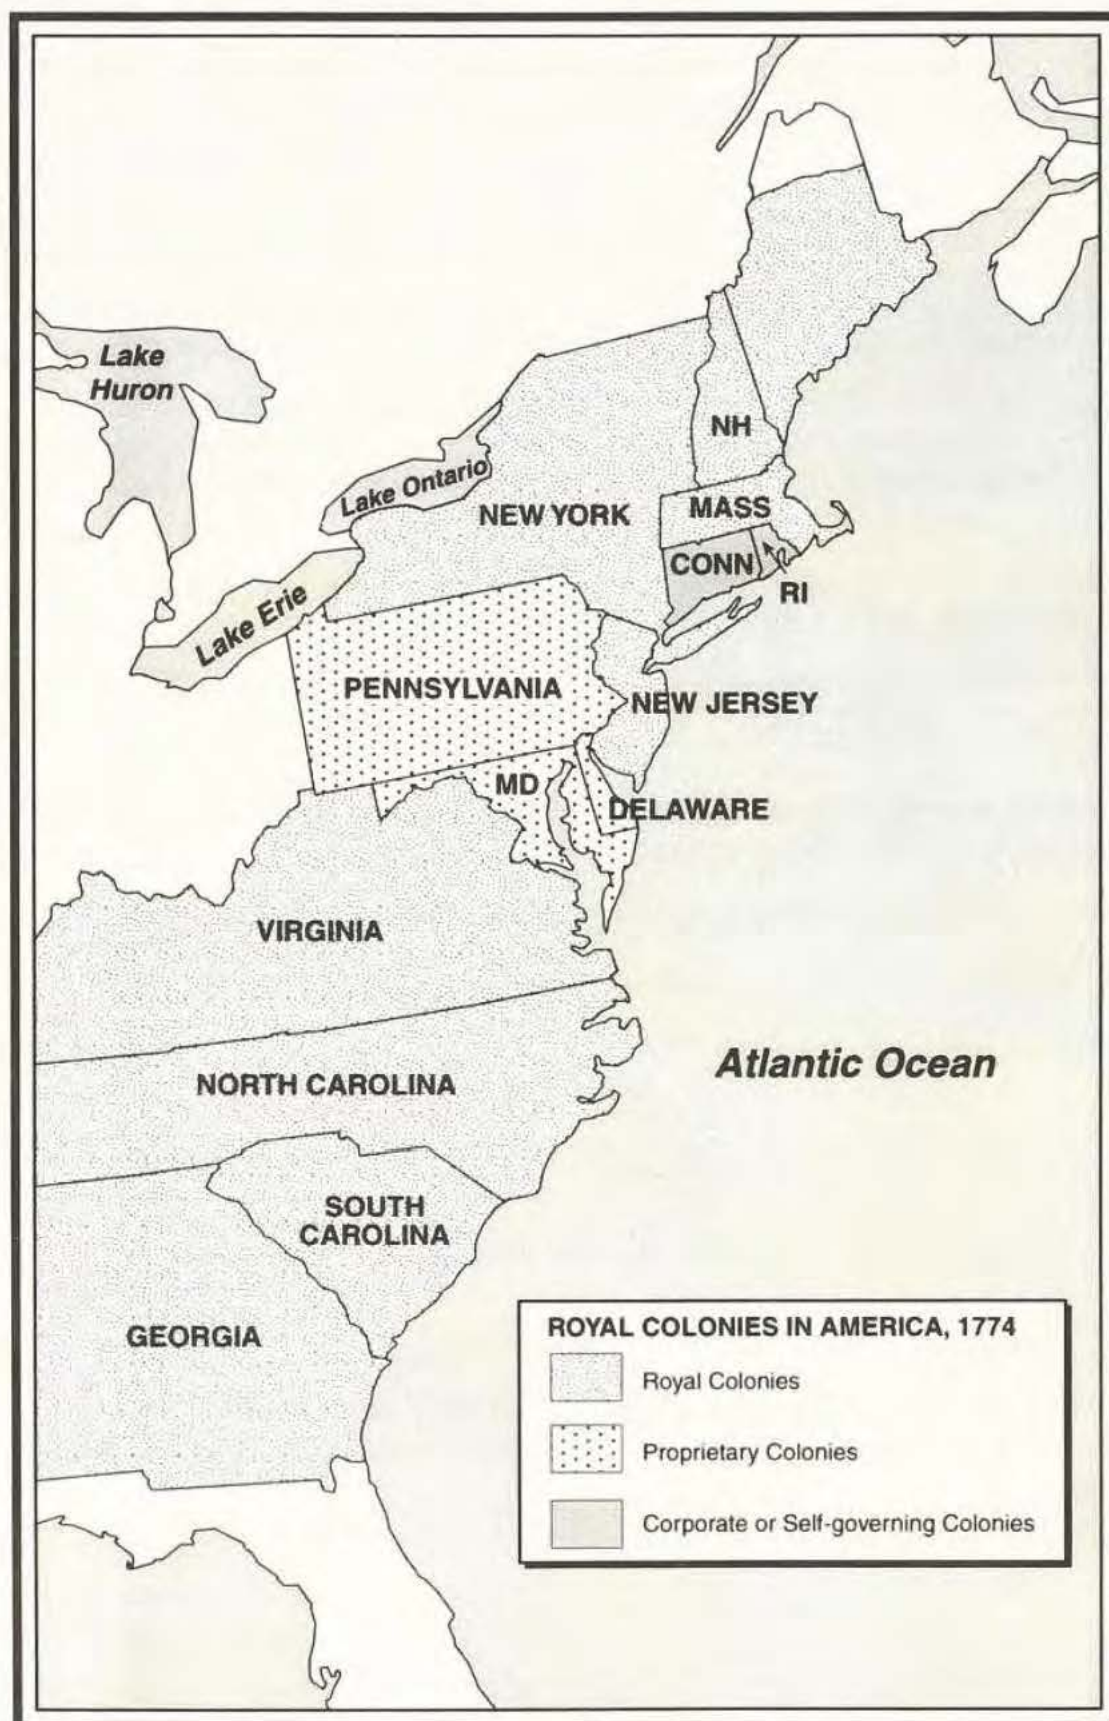 Lake
Huron
Lake Ontario
Lake Erie
NH
NEW YORK
MASS
CONN
RI
PENNSYLVANIA
NEW JERSEY
MD
DELAWARE
VIRGINIA
NORTH CAROLINA
Atlantic Ocean
SOUTH
CAROLINA
GEORGIA
ROYAL COLONIES IN AMERICA, 1774
Royal Colonies
Proprietary Colonies
Corporate or Self-governing Colonies